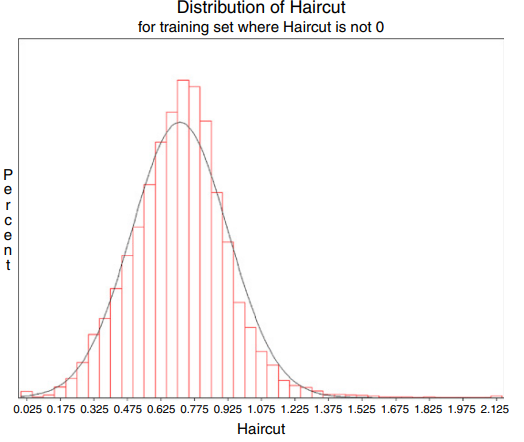 Distribution of Haircut
for training set where Haircut is not 0
Percent
0.025 0.175 0.325 0.475 0.625 0.775 0.925 1.075 1.225 1.375 1.525 1.675 1.825 1.975 2.125
Haircut